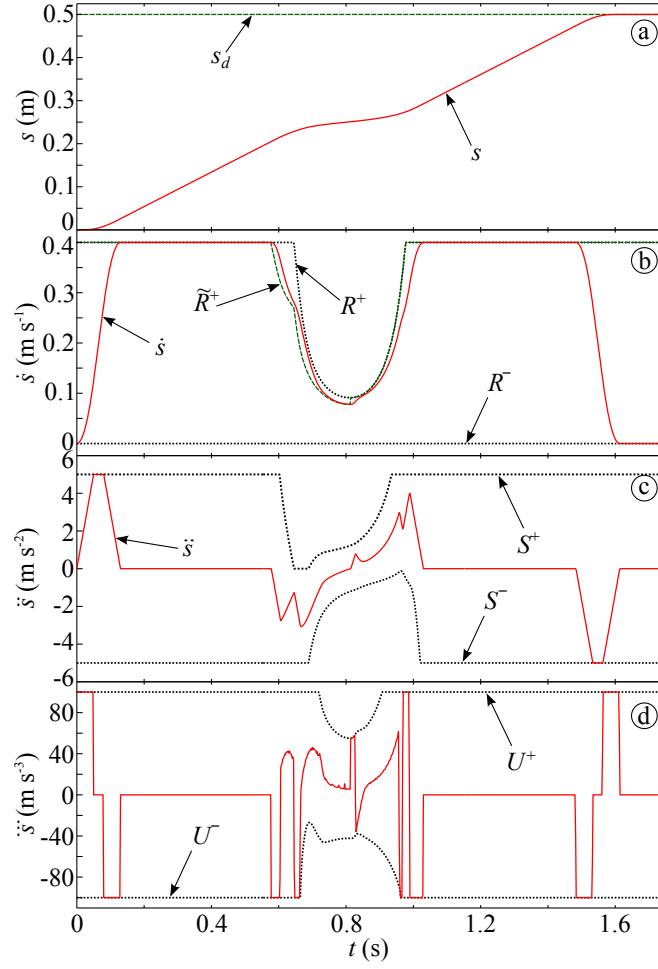 0.5
0.4
0.3
0.2
0.1
0
s (m)
s_d
s
a
0.4
0.3
0.2
0.1
0
ṡ (m s⁻¹)
R̃⁺
R⁺
ṡ
R⁻
b
6
4
2
0
-2
-4
-6
s̈ (m s⁻²)
s̈
S⁺
S⁻
c
80
40
0
-40
-80
s⃛ (m s⁻³)
U⁺
U⁻
d
0 0.4 0.8 1.2 1.6
t (s)